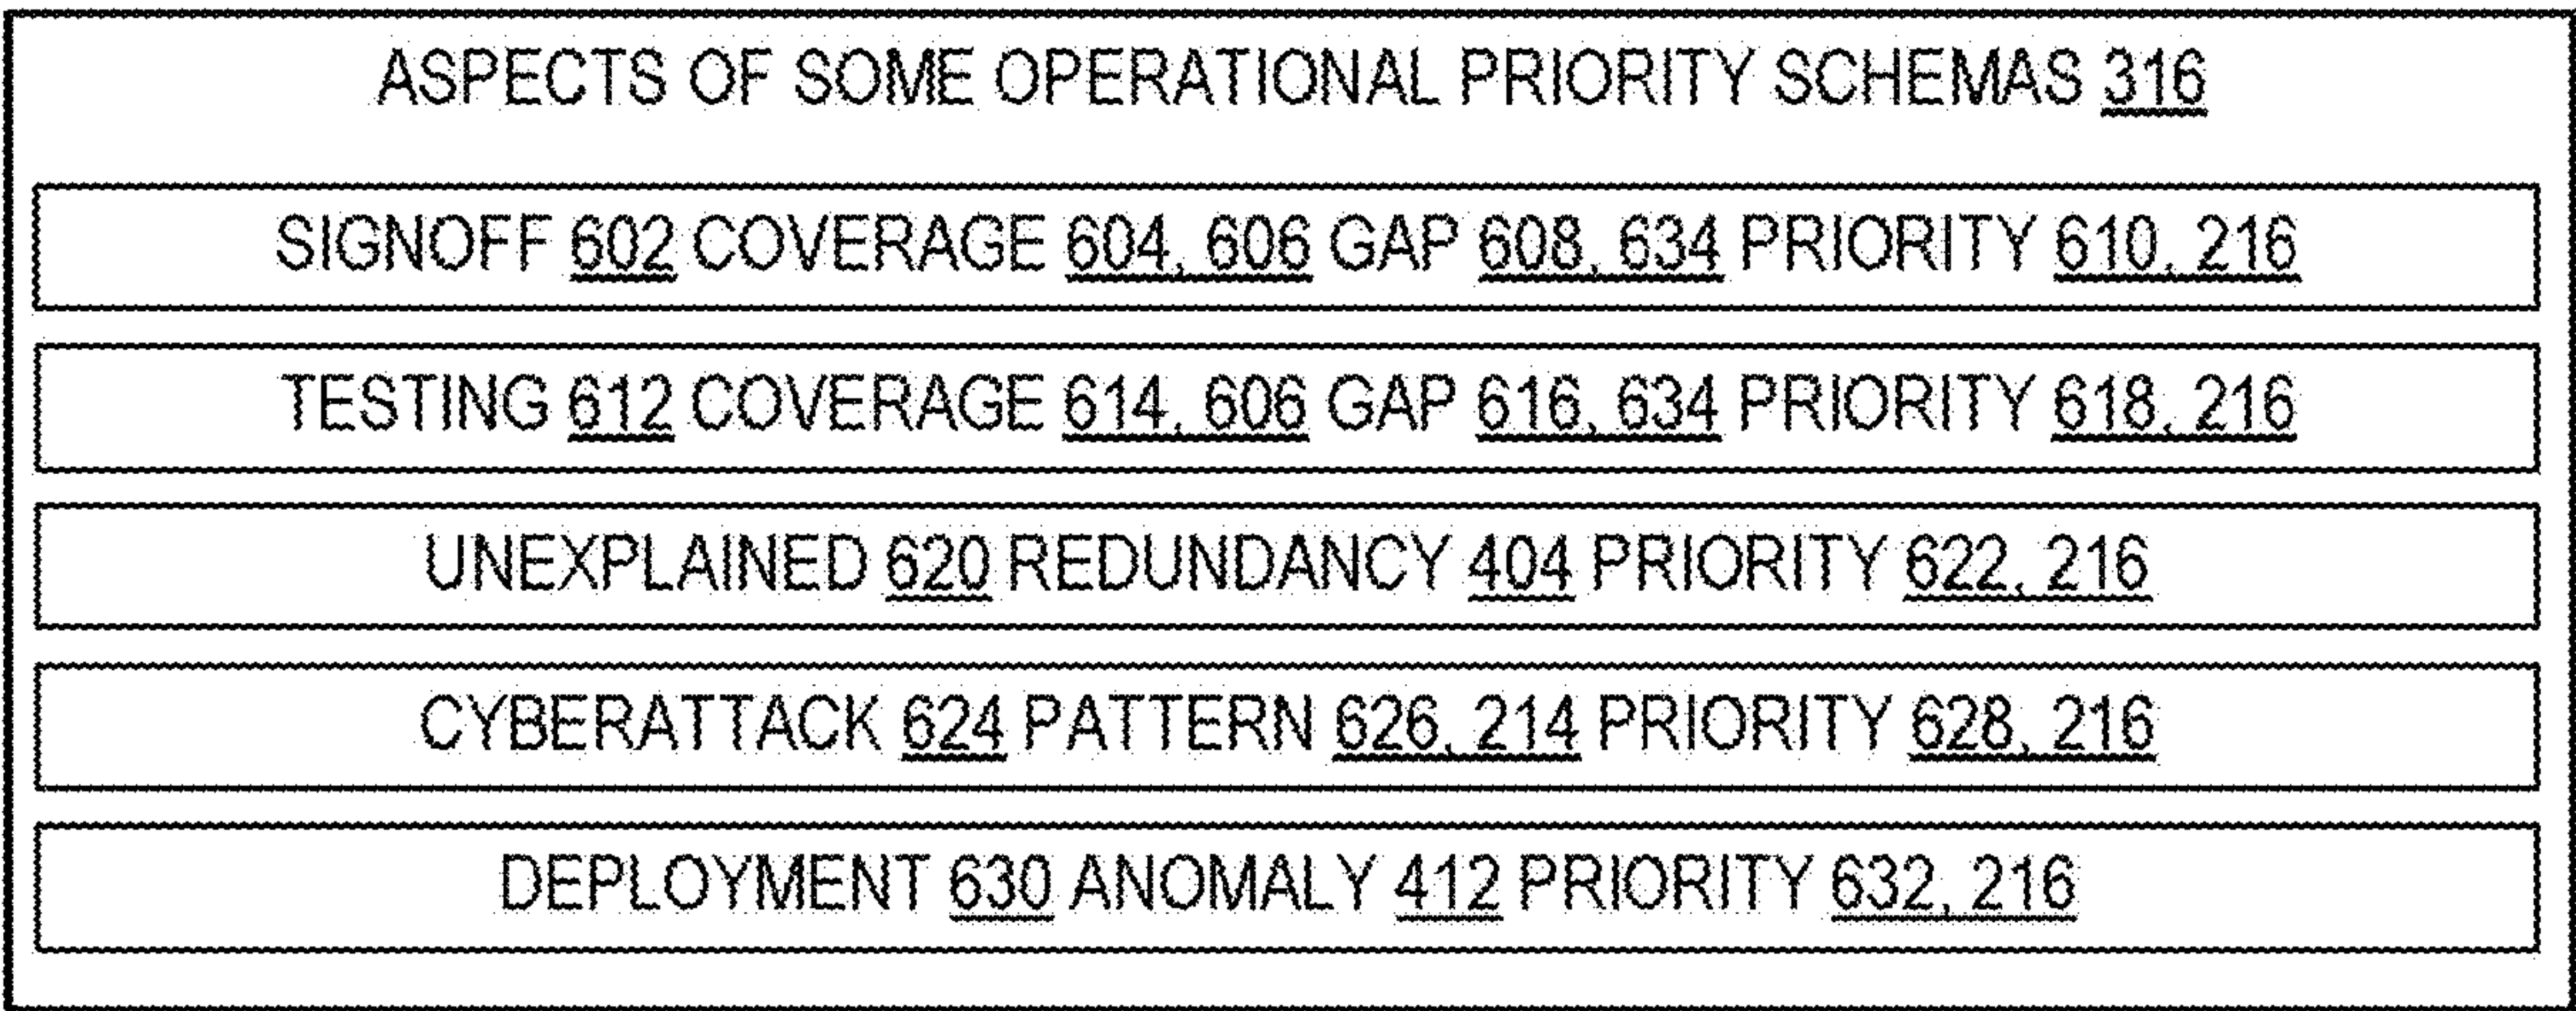 ASPECTS OF SOME OPERATIONAL PRIORITY SCHEMAS 316
SIGNOFF 602 COVERAGE 604, 606 GAP 608, 634 PRIORITY 610, 216
TESTING 612 COVERAGE 614, 606 GAP 616, 634 PRIORITY 618, 216
UNEXPLAINED 620 REDUNDANCY 404 PRIORITY 622, 216
CYBERATTACK 624 PATTERN 626, 214 PRIORITY 628, 216
DEPLOYMENT 630 ANOMALY 412 PRIORITY 632, 216